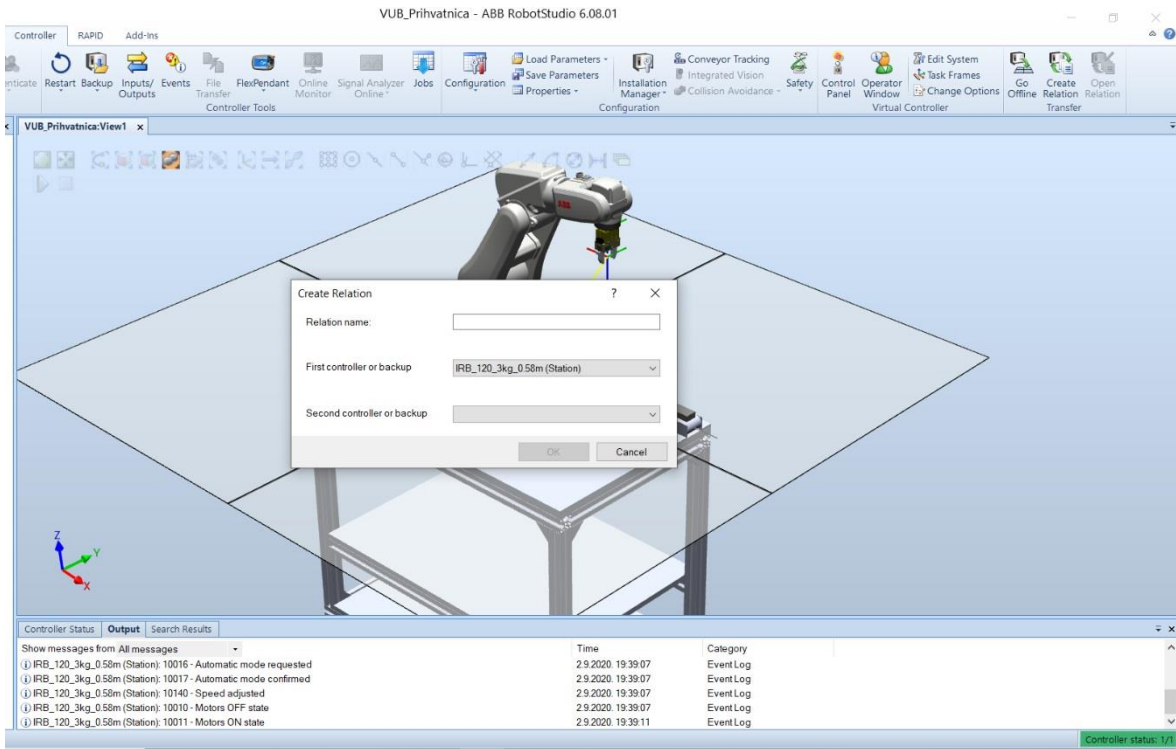 VUB_Prihvatnica - ABB RobotStudio 6.08.01
Controller RAPID Add-Ins
Restart Backup Inputs/ Outputs Events File Transfer FlexPendant Online Monitor Signal Analyzer Online Jobs
Controller Tools
Configuration Load Parameters Save Parameters Properties Installation Manager Conveyor Tracking Integrated Vision Collision Avoidance Safety
Configuration
Control Panel Operator Window Edit System Task Frames Change Options
Virtual Controller
Go Offline Create Relation Open Relation
Transfer
VUB_Prihvatnica:View1
ABB
Create Relation
Relation name:
First controller or backup IRB_120_3kg_0.58m (Station)
Second controller or backup
OK Cancel
Z
Y
X
Controller Status Output Search Results
Show messages from All messages Time Category
IRB_120_3kg_0.58m (Station): 10016 - Automatic mode requested 2.9.2020. 19:39:07 Event Log
IRB_120_3kg_0.58m (Station): 10017 - Automatic mode confirmed 2.9.2020. 19:39:07 Event Log
IRB_120_3kg_0.58m (Station): 10140 - Speed adjusted 2.9.2020. 19:39:07 Event Log
IRB_120_3kg_0.58m (Station): 10010 - Motors OFF state 2.9.2020. 19:39:07 Event Log
IRB_120_3kg_0.58m (Station): 10011 - Motors ON state 2.9.2020. 19:39:11 Event Log
Controller status: 1/1